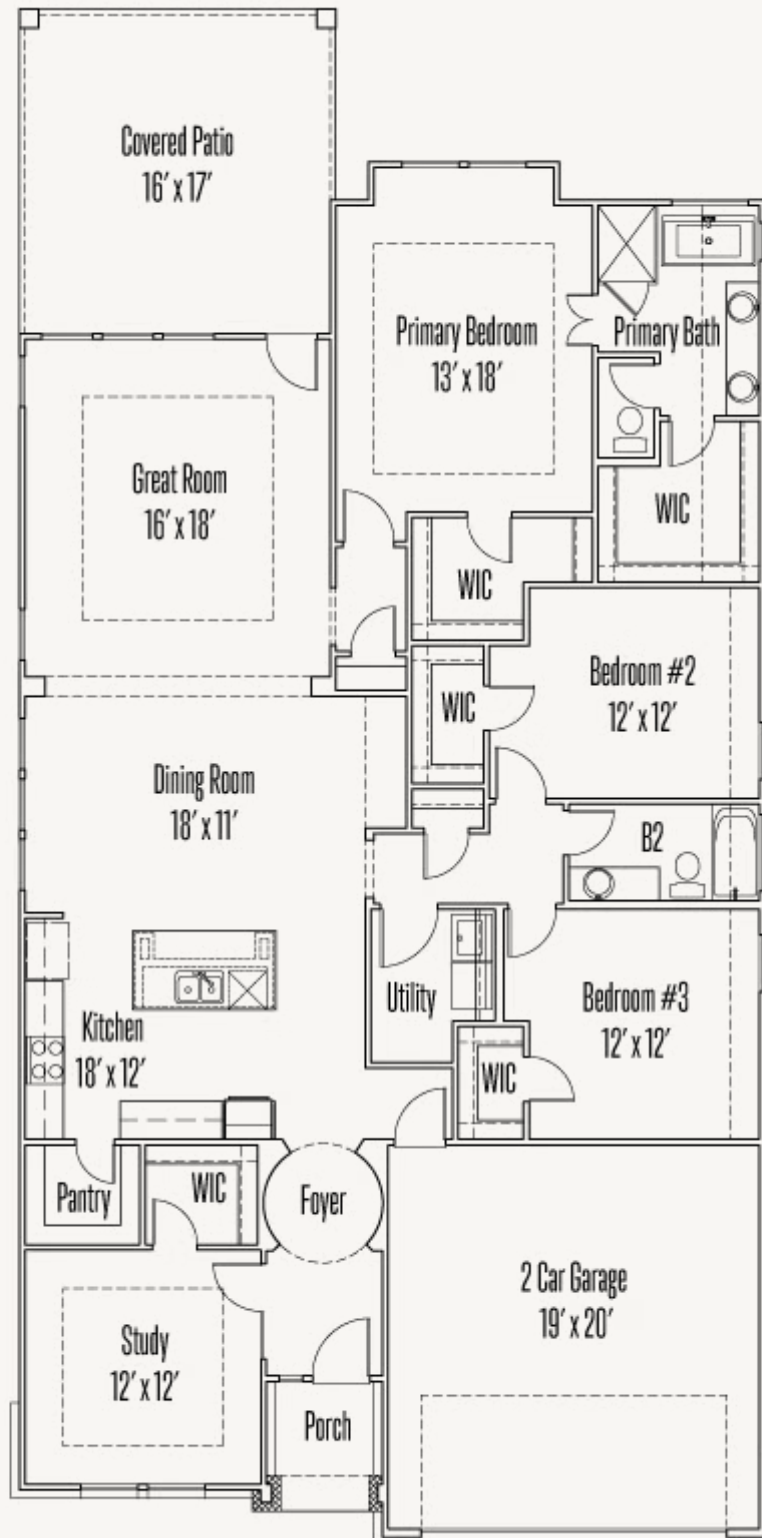 Covered Patio
16' x 17'
Primary Bedroom
13' x 18'
Primary Bath
Great Room
16' x 18'
WIC
WIC
Bedroom #2
12' x 12'
WIC
Dining Room
18' x 11'
B2
Utility
Bedroom #3
12' x 12'
Kitchen
18' x 12'
WIC
Pantry
WIC
Foyer
2 Car Garage
19' x 20'
Study
12' x 12'
Porch